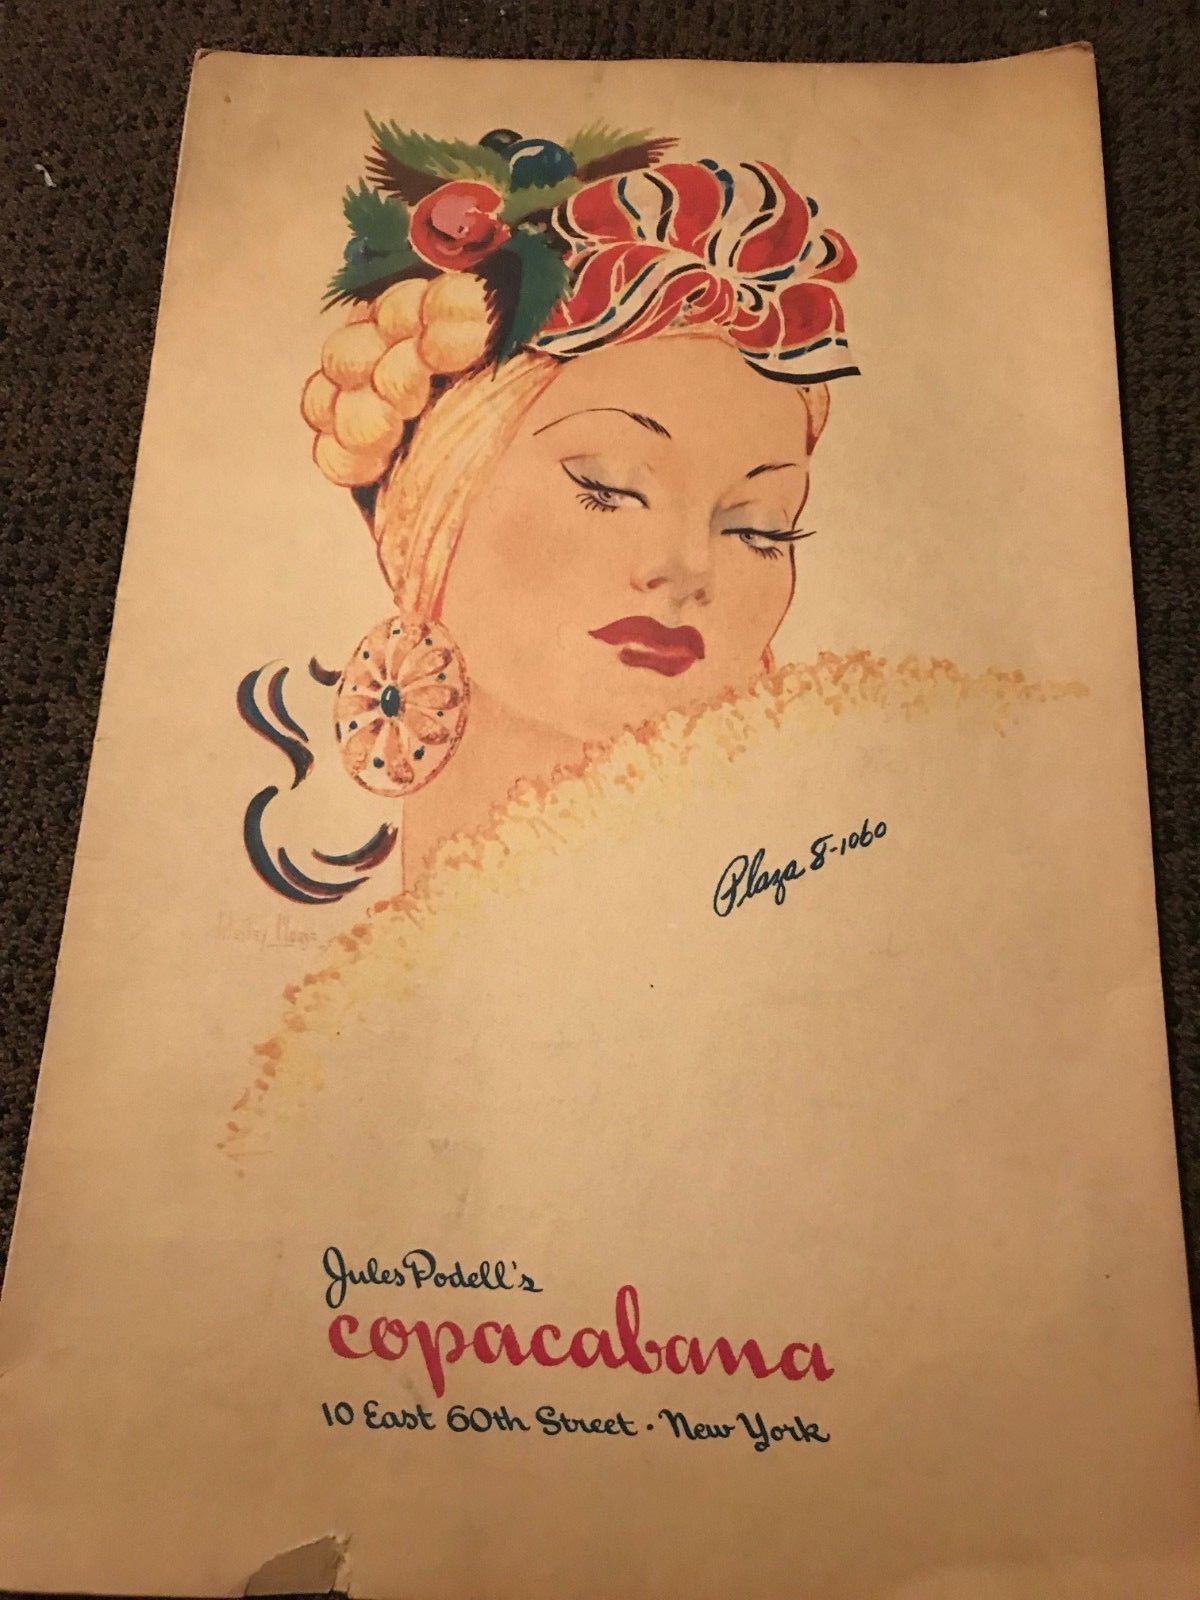 Plaza 8-1060
Jules Podell's
copacabana
10 East 60th Street · New York